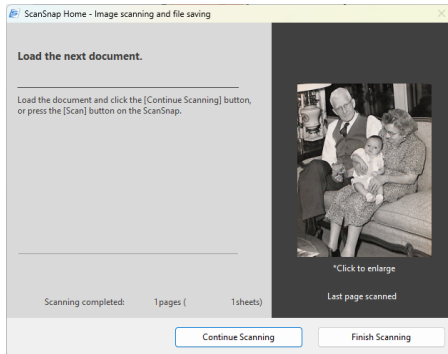 ScanSnap Home - Image scanning and file saving
Load the next document.
Load the document and click the [Continue Scanning] button,
or press the [Scan] button on the ScanSnap.
*Click to enlarge
Scanning completed: 1pages ( 1sheets)
Last page scanned
Continue Scanning
Finish Scanning